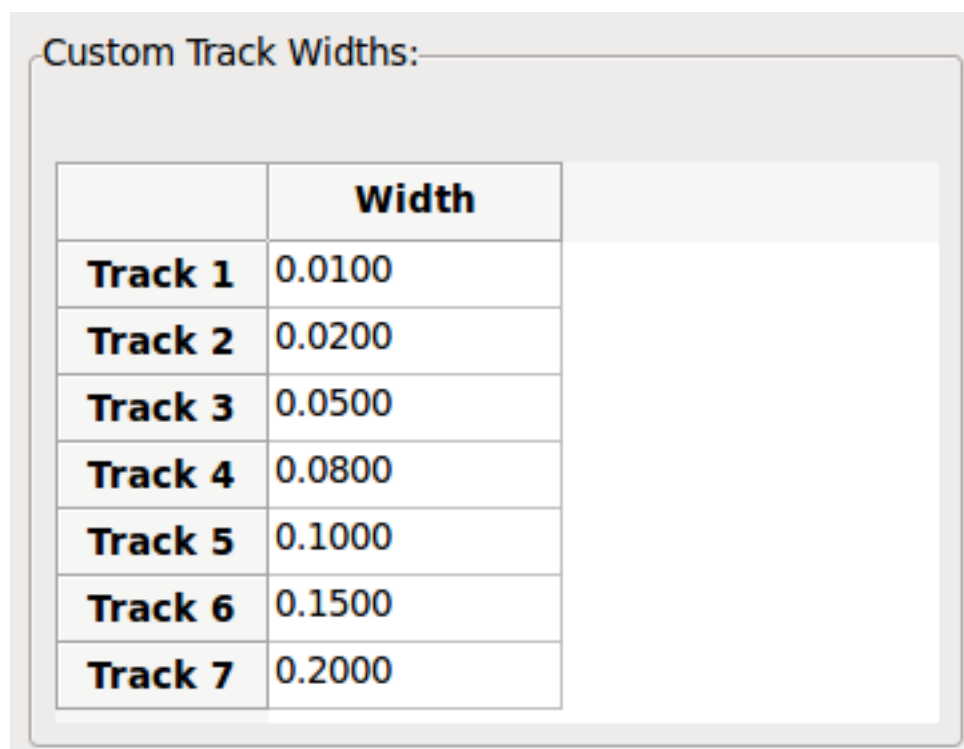 Custom Track Widths:
Width
Track 1 0.0100
Track 2 0.0200
Track 3 0.0500
Track 4 0.0800
Track 5 0.1000
Track 6 0.1500
Track 7 0.2000